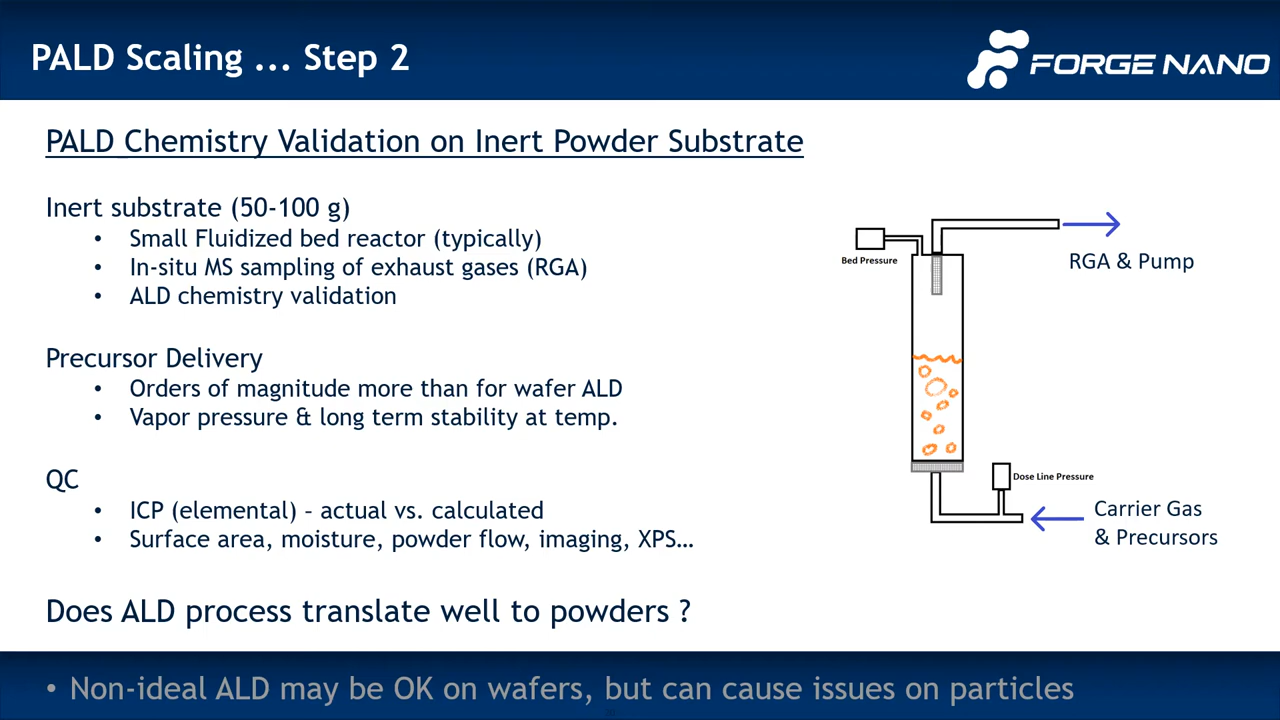 PALD Scaling ... Step 2
FORGE NANO
PALD Chemistry Validation on Inert Powder Substrate
Inert substrate (50-100 g)
• Small Fluidized bed reactor (typically)
• In-situ MS sampling of exhaust gases (RGA)
• ALD chemistry validation
Precursor Delivery
• Orders of magnitude more than for wafer ALD
• Vapor pressure & long term stability at temp.
QC
• ICP (elemental) – actual vs. calculated
• Surface area, moisture, powder flow, imaging, XPS…
Does ALD process translate well to powders ?
Bed Pressure
RGA & Pump
Dose Line Pressure
Carrier Gas
& Precursors
• Non-ideal ALD may be OK on wafers, but can cause issues on particles